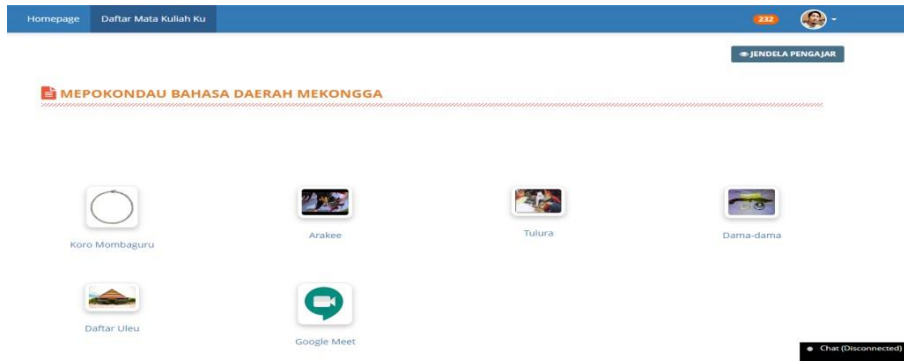 Homepage Daftar Mata Kuliah Ku 232
JENDELA PENGAJAR
MEPOKONDAU BAHASA DAERAH MEKONGGA
Koro Mombaguru Arakee Tulura Dama-dama
Daftar Uleu Google Meet
Chat (Disconnected)